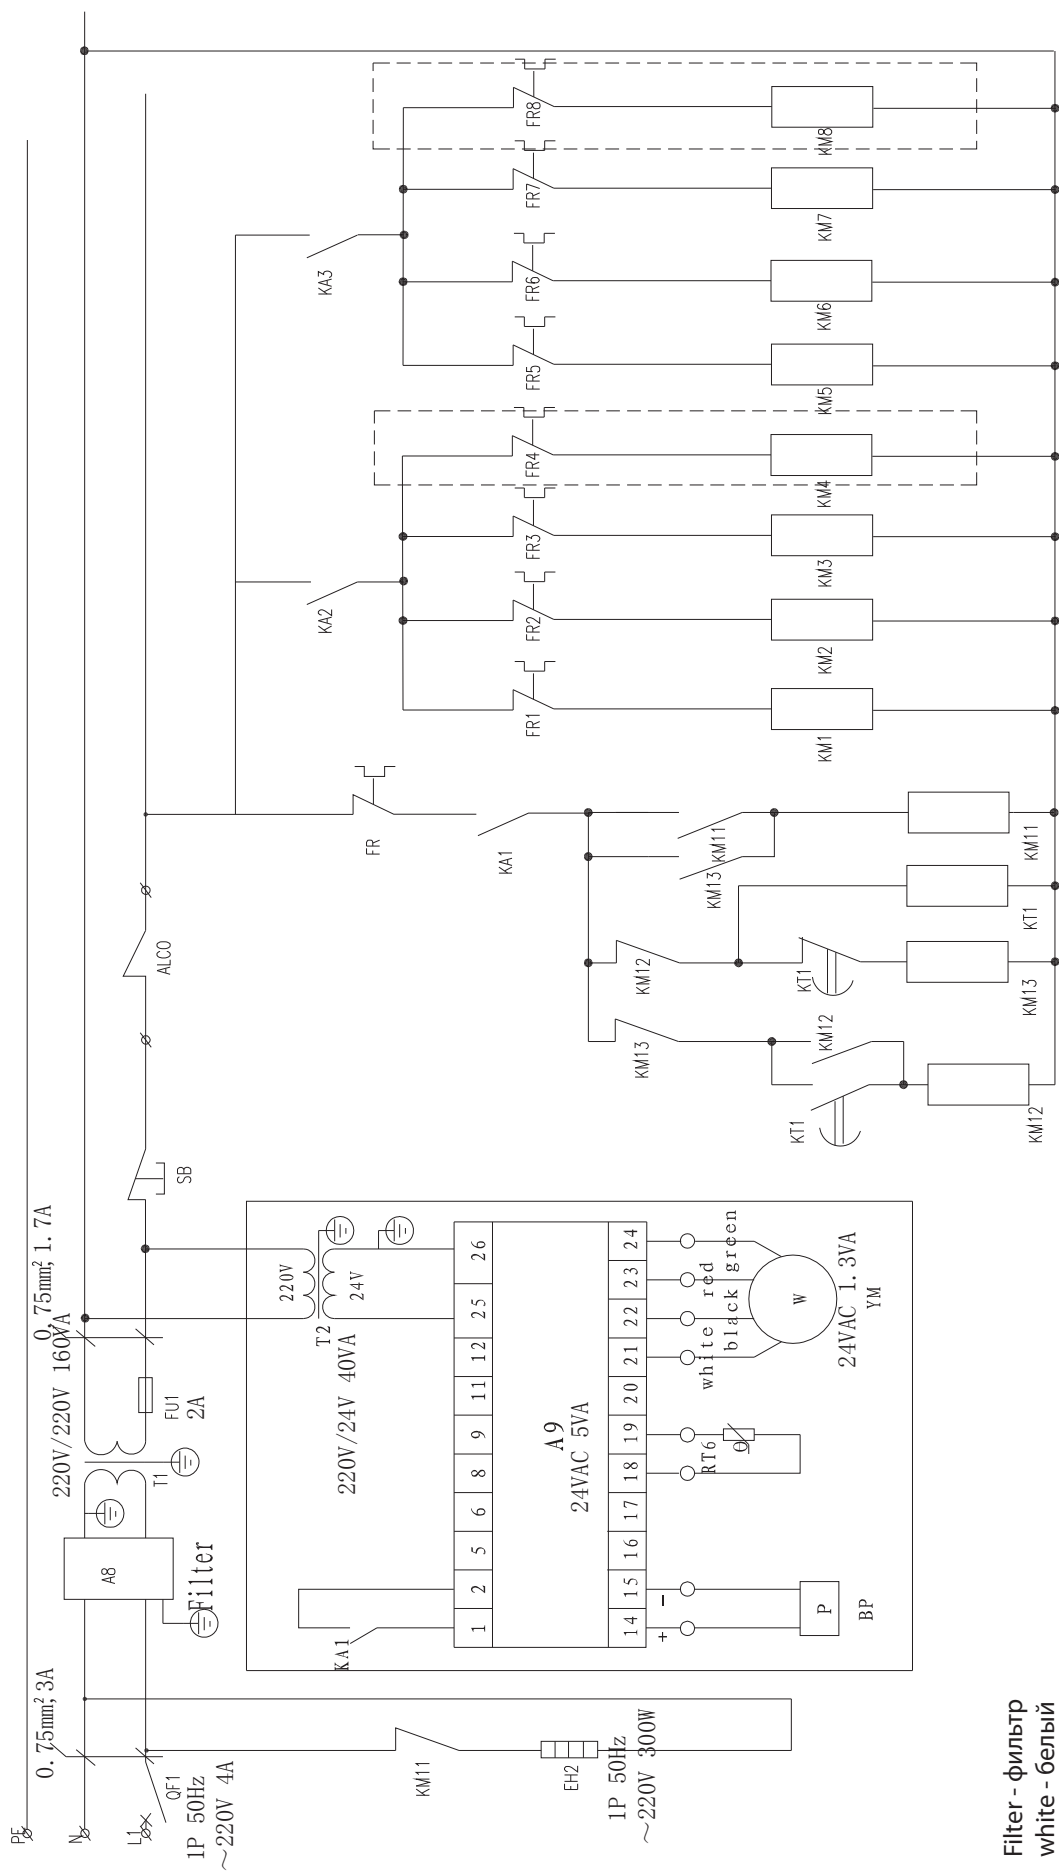 PE
N
L1
QF1
1P 50Hz
~220V 4A
0.75mm²,3A
KM11
EH2
1P 50Hz
~220V 300W
A8
Filter
T1
220V/220V 160VA
FU1
2A
0.75mm²,1.7A
SB
ALCO
220V
24V
T2
220V/24V 40VA
KA1
1
2
5
6
8
9
11
12
25
26
A9
24VAC 5VA
14
15
16
17
18
19
20
21
22
23
24
+
-
P
BP
RT6
θ
white
red
black
green
W
24VAC 1.3VA
YM
FR
KA1
KM13
KM12
KM13
KM11
KT1
KM12
KT1
KM12
KM13
KT1
KM11
KA2
KA3
FR1
FR2
FR3
FR4
FR5
FR6
FR7
FR8
KM1
KM2
KM3
KM4
KM5
KM6
KM7
KM8
Filter - фильтр
white - белый